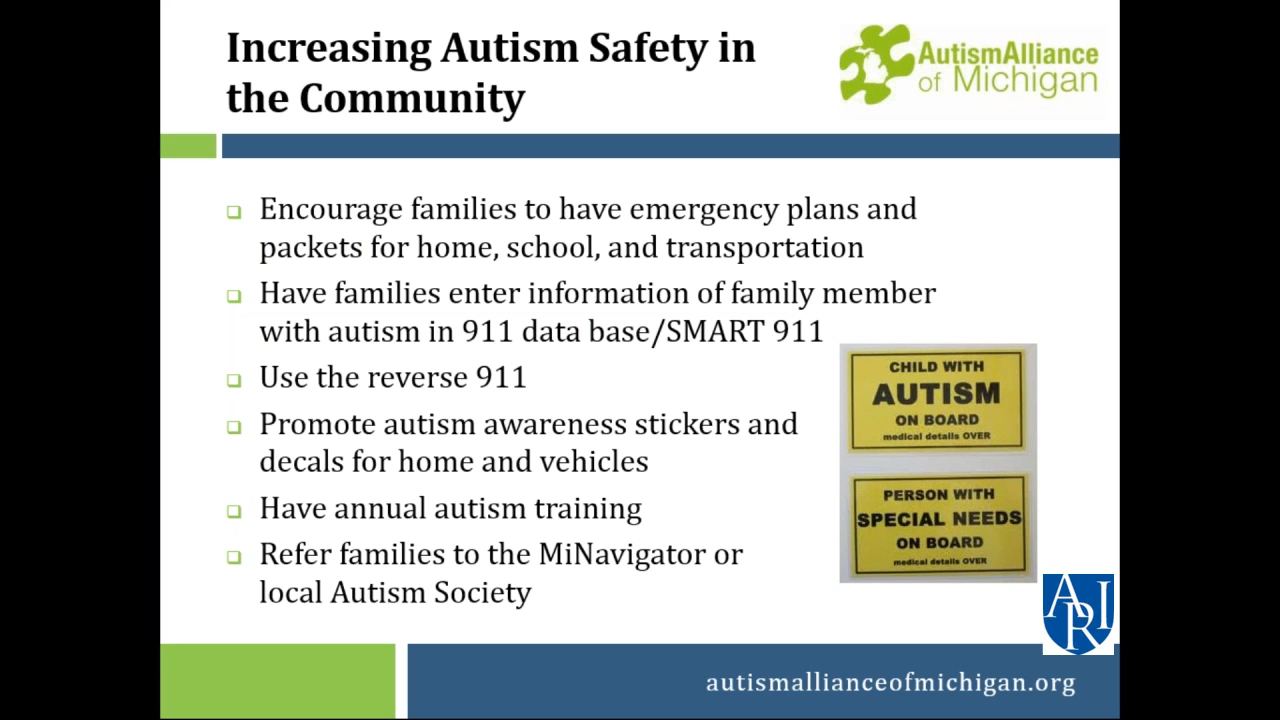 Increasing Autism Safety in
the Community
AutismAlliance
of Michigan
Encourage families to have emergency plans and
packets for home, school, and transportation
Have families enter information of family member
with autism in 911 data base/SMART 911
Use the reverse 911
Promote autism awareness stickers and
decals for home and vehicles
Have annual autism training
Refer families to the MiNavigator or
local Autism Society
CHILD WITH
AUTISM
ON BOARD
medical details OVER
PERSON WITH
SPECIAL NEEDS
ON BOARD
medical details OVER
ARI
autismallianceofmichigan.org